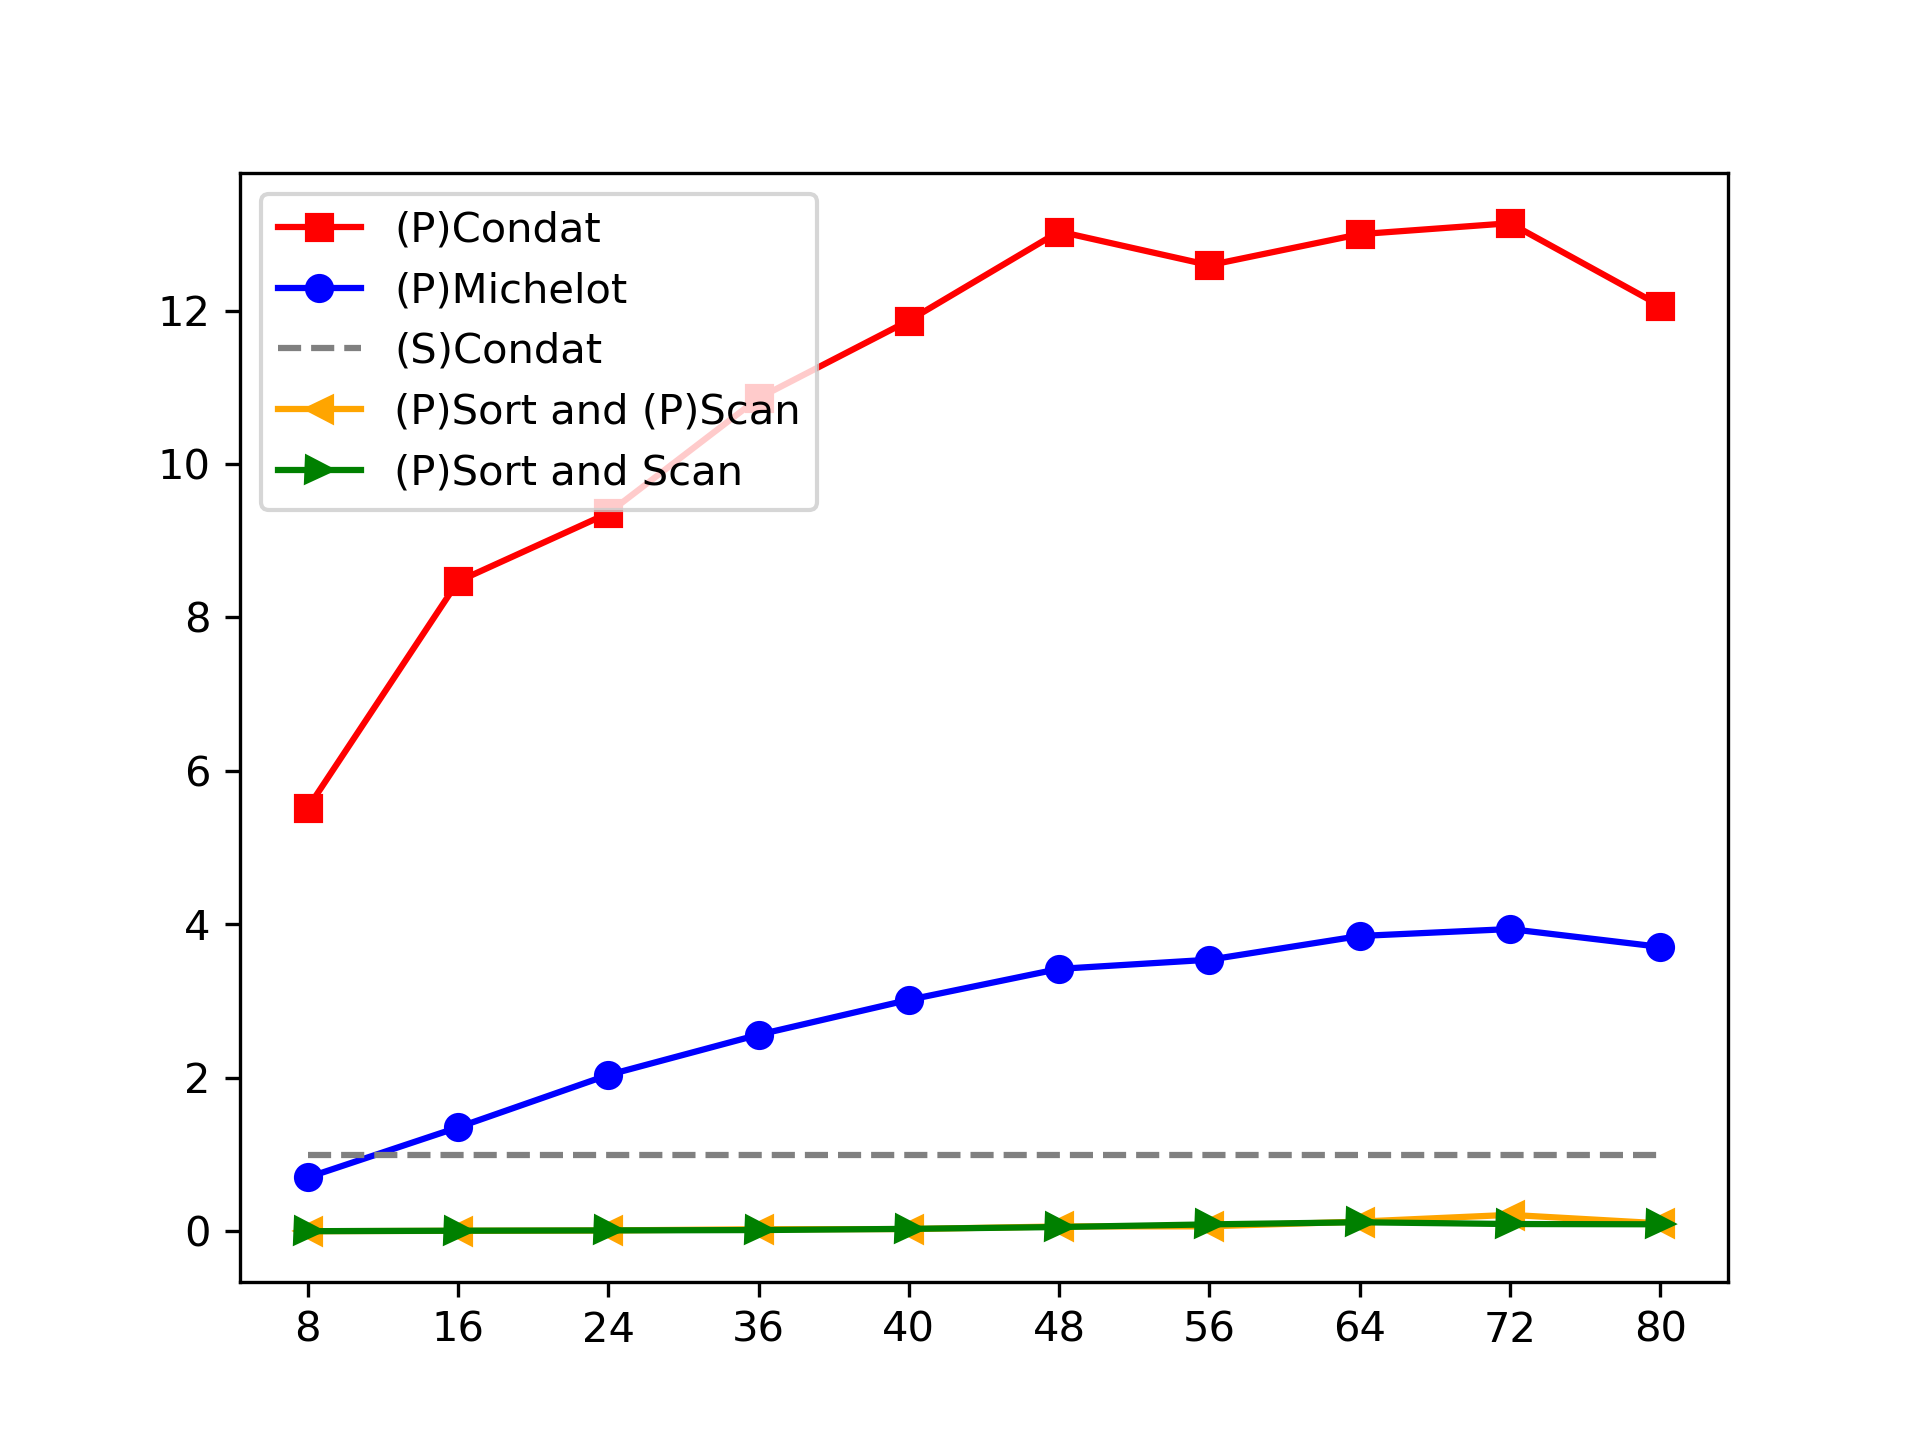 (P)Condat
(P)Michelot
(S)Condat
(P)Sort and (P)Scan
(P)Sort and Scan
12
10
8
6
4
2
0
8 16 24 36 40 48 56 64 72 80